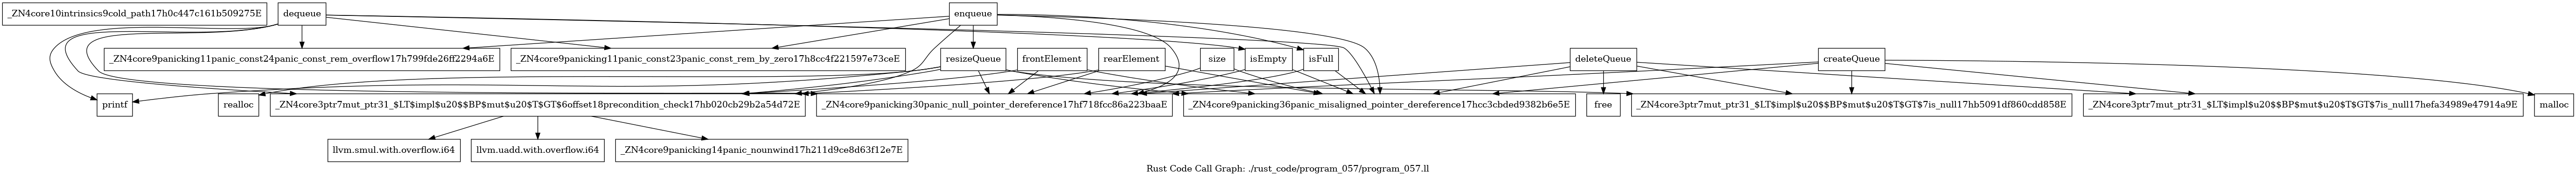 _ZN4core10intrinsics9cold_path17h0c447c161b509275E
dequeue
enqueue
_ZN4core9panicking11panic_const24panic_const_rem_overflow17h799fde26ff2294a6E
_ZN4core9panicking11panic_const23panic_const_rem_by_zero17h8cc4f221597e73ceE
resizeQueue
frontElement
rearElement
size
isEmpty
isFull
deleteQueue
createQueue
printf
realloc
_ZN4core3ptr7mut_ptr31_$LT$impl$u20$$BP$mut$u20$T$GT$6offset18precondition_check17hb020cb29b2a54d72E
_ZN4core9panicking30panic_null_pointer_dereference17hf718fcc86a223baaE
_ZN4core9panicking36panic_misaligned_pointer_dereference17hcc3cbded9382b6e5E
free
_ZN4core3ptr7mut_ptr31_$LT$impl$u20$$BP$mut$u20$T$GT$7is_null17hb5091df860cdd858E
_ZN4core3ptr7mut_ptr31_$LT$impl$u20$$BP$mut$u20$T$GT$7is_null17hefa34989e47914a9E
malloc
llvm.smul.with.overflow.i64
llvm.uadd.with.overflow.i64
_ZN4core9panicking14panic_nounwind17h211d9ce8d63f12e7E
Rust Code Call Graph: ./rust_code/program_057/program_057.ll